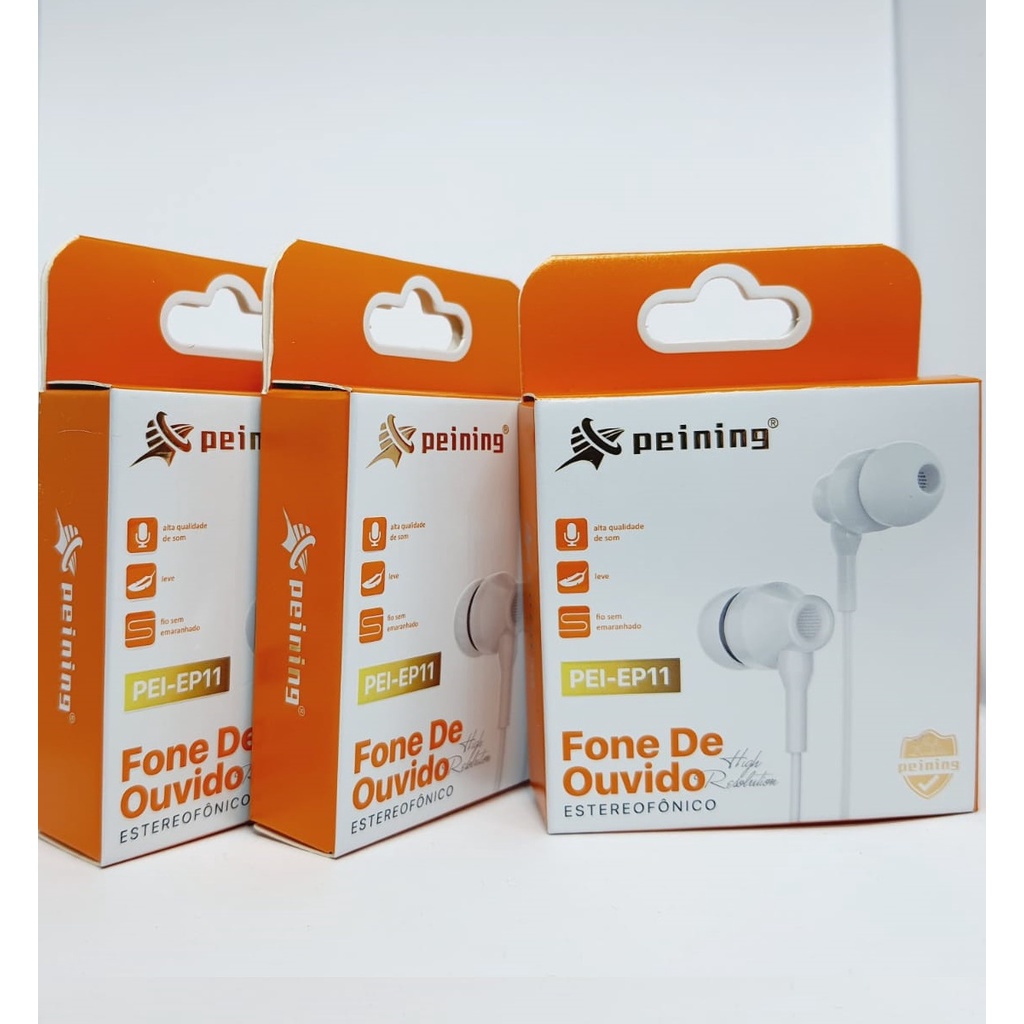 peining
peining
alta qualidade
de som
leve
fio sem
emaranhado
PEI-EP11
Fone De
Ouvido
ESTEREOFÔNICO
peining
peining®
alta qualidade
de som
leve
fio sem
emaranhado
PEI-EP11
Fone De
Ouvido
High
Resolution
ESTEREOFÔNICO
peining®
alta qualidade
de som
leve
fio sem
emaranhado
PEI-EP11
Fone De
Ouvido
High
Resolution
ESTEREOFÔNICO
peining